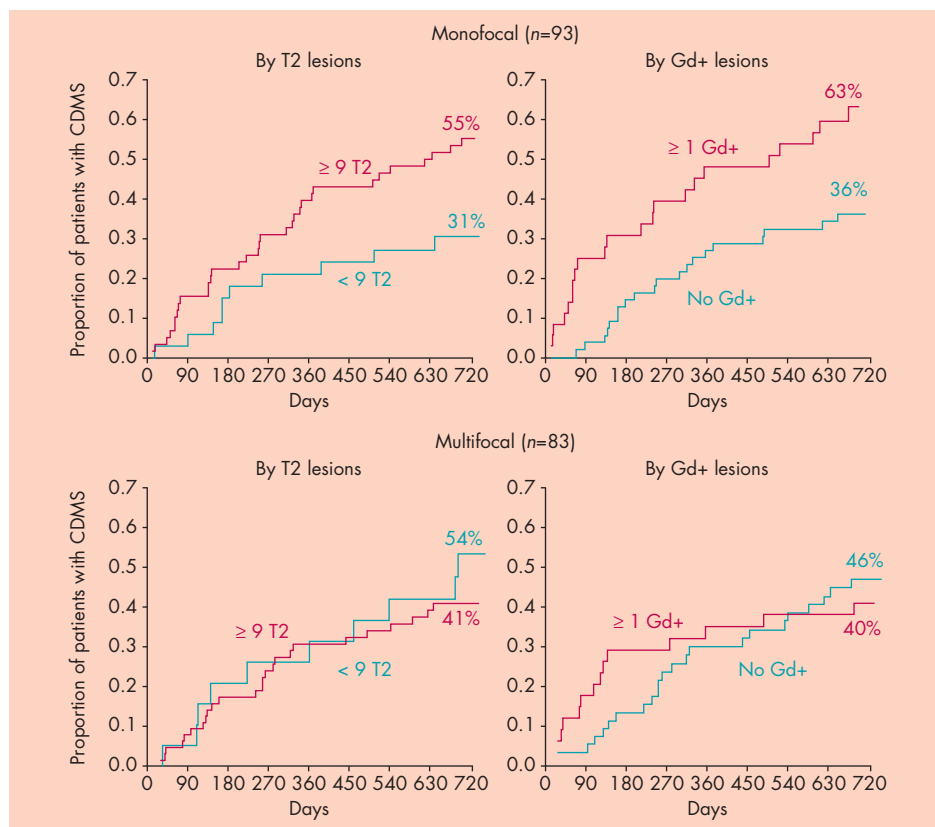 Monofocal (n=93)
By T2 lesions
Proportion of patients with CDMS
0.7
0.6
0.5
0.4
0.3
0.2
0.1
0.0
55%
≥ 9 T2
31%
< 9 T2
0 90 180 270 360 450 540 630 720
Days
By Gd+ lesions
0.7
0.6
0.5
0.4
0.3
0.2
0.1
0.0
63%
≥ 1 Gd+
36%
No Gd+
0 90 180 270 360 450 540 630 720
Days
Multifocal (n=83)
By T2 lesions
Proportion of patients with CDMS
0.7
0.6
0.5
0.4
0.3
0.2
0.1
0.0
54%
≥ 9 T2
41%
< 9 T2
0 90 180 270 360 450 540 630 720
Days
By Gd+ lesions
0.7
0.6
0.5
0.4
0.3
0.2
0.1
0.0
46%
≥ 1 Gd+
40%
No Gd+
0 90 180 270 360 450 540 630 720
Days